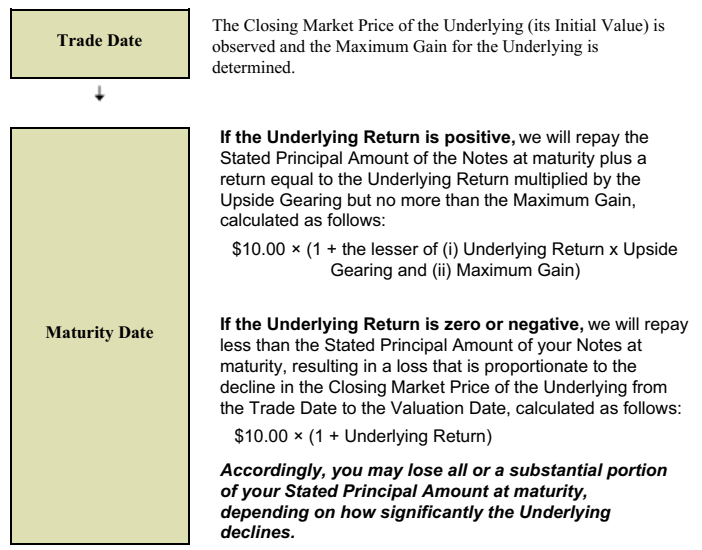 Trade Date
The Closing Market Price of the Underlying (its Initial Value) is
observed and the Maximum Gain for the Underlying is
determined.
Maturity Date
If the Underlying Return is positive, we will repay the
Stated Principal Amount of the Notes at maturity plus a
return equal to the Underlying Return multiplied by the
Upside Gearing but no more than the Maximum Gain,
calculated as follows:
$10.00 × (1 + the lesser of (i) Underlying Return x Upside
Gearing and (ii) Maximum Gain)
If the Underlying Return is zero or negative, we will repay
less than the Stated Principal Amount of your Notes at
maturity, resulting in a loss that is proportionate to the
decline in the Closing Market Price of the Underlying from
the Trade Date to the Valuation Date, calculated as follows:
$10.00 × (1 + Underlying Return)
Accordingly, you may lose all or a substantial portion
of your Stated Principal Amount at maturity,
depending on how significantly the Underlying
declines.